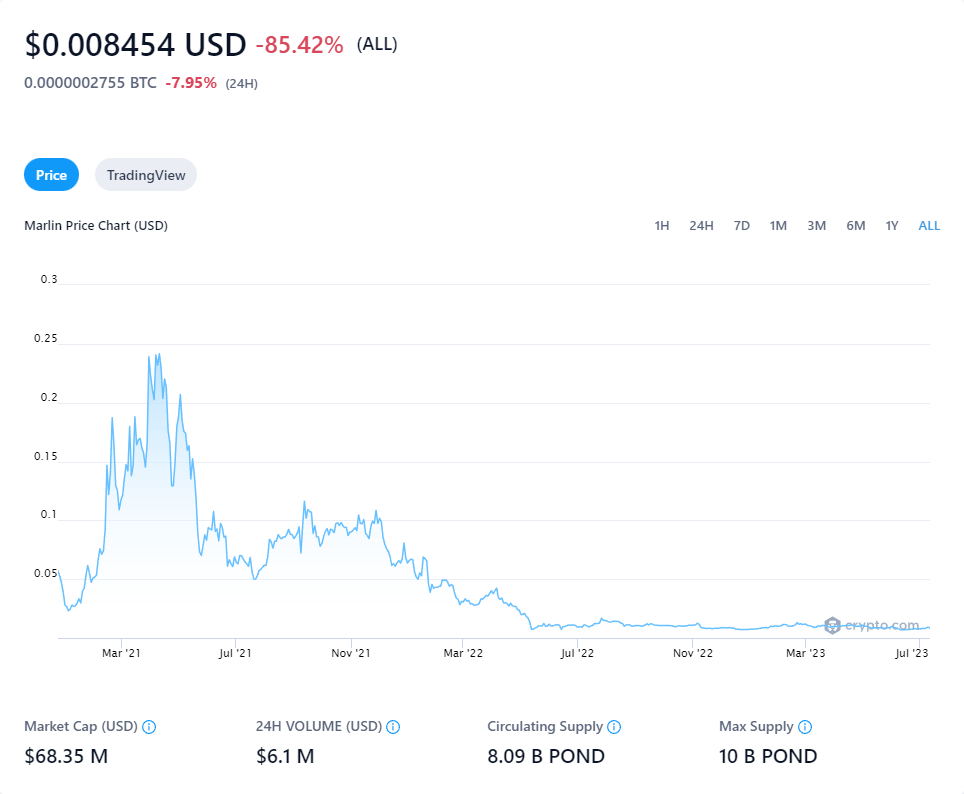 $0.008454 USD -85.42% (ALL)
0.0000002755 BTC -7.95% (24H)
Price TradingView
Marlin Price Chart (USD) 1H 24H 7D 1M 3M 6M 1Y ALL
0.3
0.25
0.2
0.15
0.1
0.05
crypto.com
Mar '21 Jul '21 Nov '21 Mar '22 Jul '22 Nov '22 Mar '23 Jul '23
Market Cap (USD) 24H VOLUME (USD) Circulating Supply Max Supply
$68.35 M $6.1 M 8.09 B POND 10 B POND